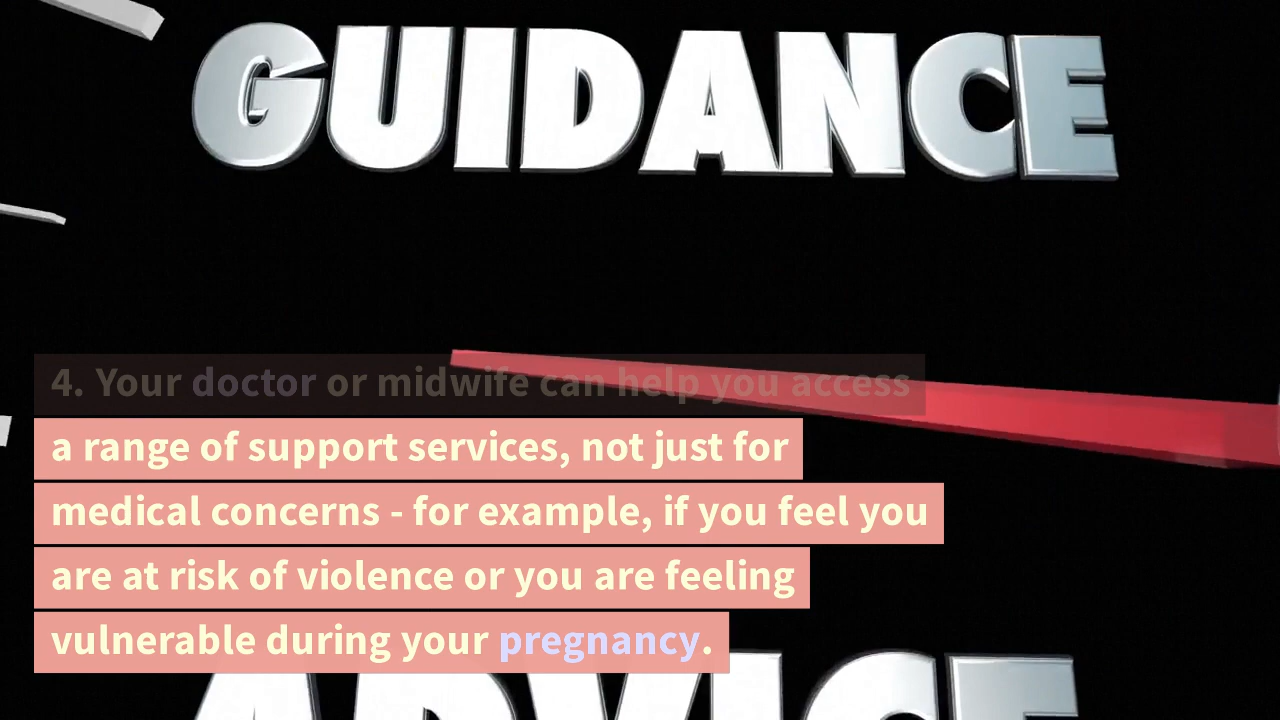 GUIDANCE
4. Your doctor or midwife can help you access
a range of support services, not just for
medical concerns - for example, if you feel you
are at risk of violence or you are feeling
vulnerable during your pregnancy.
ADVICE